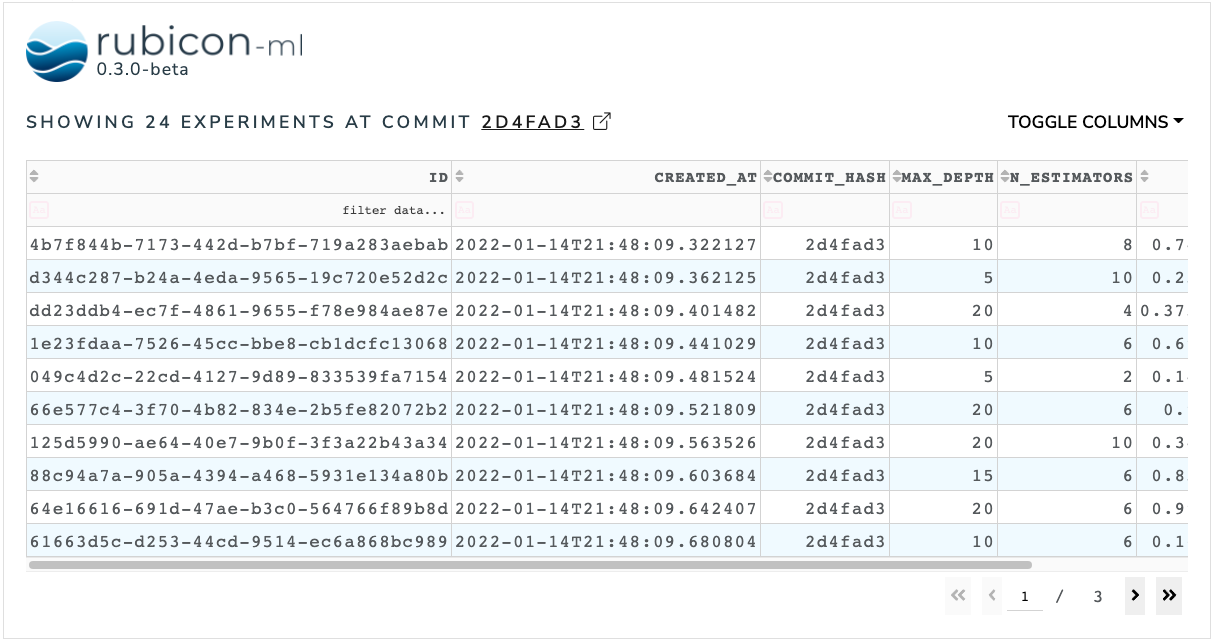 rubicon-ml
0.3.0-beta
SHOWING 24 EXPERIMENTS AT COMMIT 2D4FAD3
TOGGLE COLUMNS
ID CREATED_AT COMMIT_HASH MAX_DEPTH N_ESTIMATORS
Aa filter data... Aa Aa Aa Aa Aa
4b7f844b-7173-442d-b7bf-719a283aebab 2022-01-14T21:48:09.322127 2d4fad3 10 8 0.7
d344c287-b24a-4eda-9565-19c720e52d2c 2022-01-14T21:48:09.362125 2d4fad3 5 10 0.2
dd23ddb4-ec7f-4861-9655-f78e984ae87e 2022-01-14T21:48:09.401482 2d4fad3 20 4 0.37
1e23fdaa-7526-45cc-bbe8-cb1dcfc13068 2022-01-14T21:48:09.441029 2d4fad3 10 6 0.6
049c4d2c-22cd-4127-9d89-833539fa7154 2022-01-14T21:48:09.481524 2d4fad3 5 2 0.1
66e577c4-3f70-4b82-834e-2b5fe82072b2 2022-01-14T21:48:09.521809 2d4fad3 20 6 0.
125d5990-ae64-40e7-9b0f-3f3a22b43a34 2022-01-14T21:48:09.563526 2d4fad3 20 10 0.3
88c94a7a-905a-4394-a468-5931e134a80b 2022-01-14T21:48:09.603684 2d4fad3 15 6 0.8
64e16616-691d-47ae-b3c0-564766f89b8d 2022-01-14T21:48:09.642407 2d4fad3 20 6 0.9
61663d5c-d253-44cd-9514-ec6a868bc989 2022-01-14T21:48:09.680804 2d4fad3 10 6 0.1
1 / 3